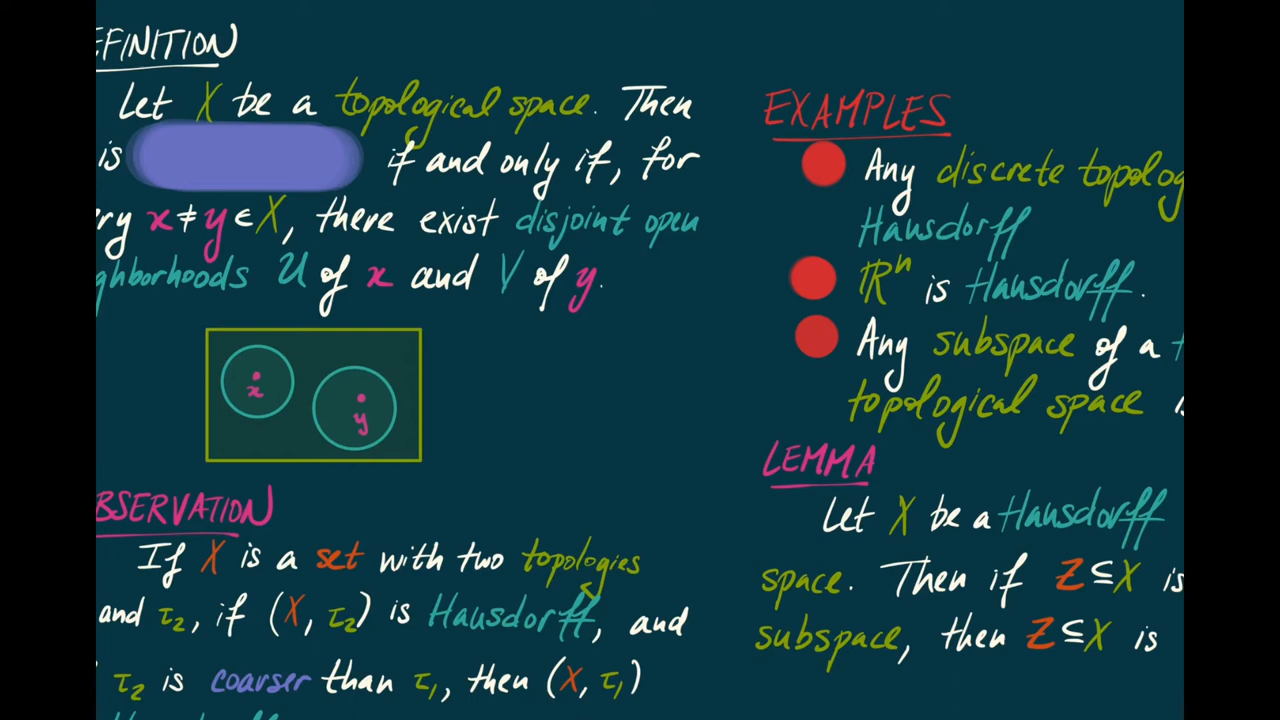 EFINITION
Let X be a topological space. Then
is if and only if, for
ry x ≠ y ∈ X, there exist disjoint open
ghborhoods U of x and V of y.
x
y
BSERVATION
If X is a set with two topologies
and τ₂, if (X, τ₂) is Hausdorff, and
τ₂ is coarser than τ₁, then (X, τ₁)
EXAMPLES
Any discrete topolog
Hausdorff
ℝⁿ is Hausdorff.
Any subspace of a
topological space
LEMMA
Let X be a Hausdorff
space. Then if Z ⊆ X is
subspace, then Z ⊆ X is